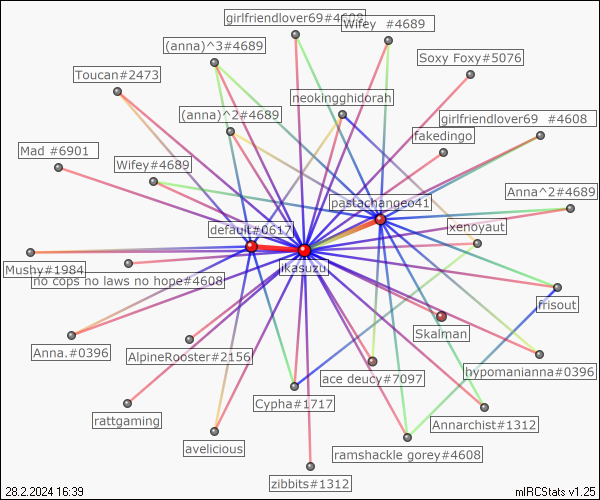 girlfriendlover69#4608
Wifey #4689
(anna)^3#4689
Soxy Foxy#5076
Toucan#2473
neokingghidorah
(anna)^2#4689
girlfriendlover69 #4608
fakedingo
Mad #6901
Wifey#4689
Anna^2#4689
pastachangeo41
default#0617
xenoyaut
jikasuzu
Mushy#1984
no cops no laws no hope#4608
frisout
Skalman
Anna.#0396
AlpineRooster#2156
hypomanianna#0396
ace deucy#7097
Cypha#1717
rattgaming
Annarchist#1312
avelicious
ramshackle gorey#4608
zibbits#1312
28.2.2024 16:39
mIRCStats v1.25